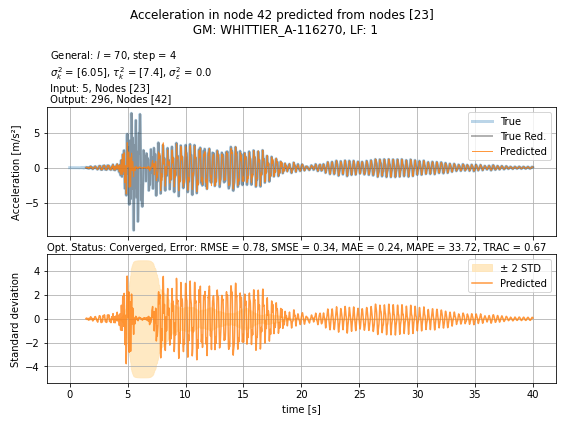 Acceleration in node 42 predicted from nodes [23]
GM: WHITTIER_A-116270, LF: 1
General: l = 70, step = 4
σ²ₖ = [6.05], τ²ₖ = [7.4], σ²ε = 0.0
Input: 5, Nodes [23]
Output: 296, Nodes [42]
Acceleration [m/s²]
5
0
−5
True
True Red.
Predicted
Opt. Status: Converged, Error: RMSE = 0.78, SMSE = 0.34, MAE = 0.24, MAPE = 33.72, TRAC = 0.67
Standard deviation
4
2
0
−2
−4
± 2 STD
Predicted
0 5 10 15 20 25 30 35 40
time [s]